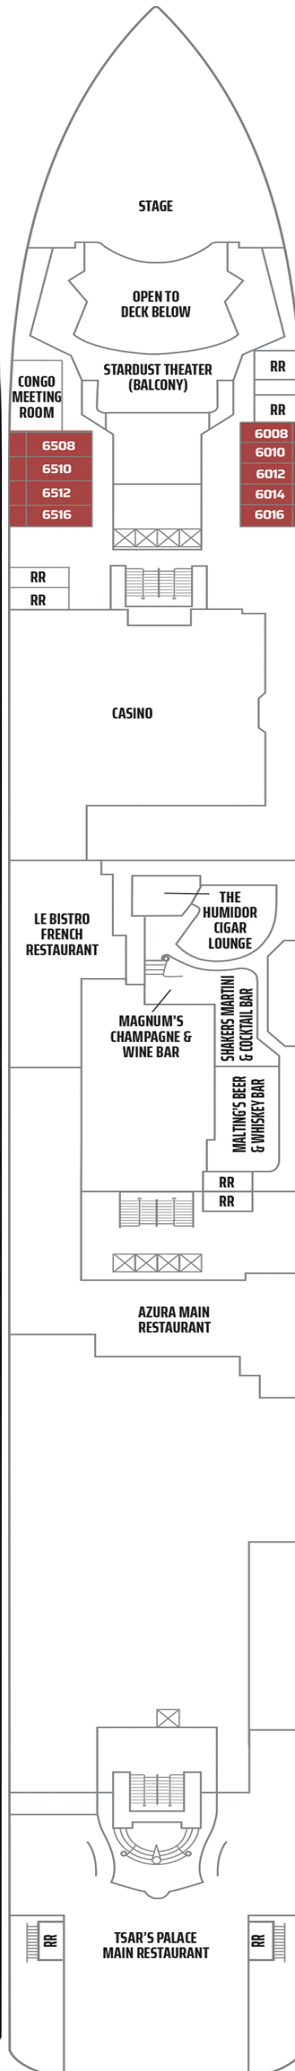 STAGE
OPEN TO
DECK BELOW
STARDUST THEATER
(BALCONY)
RR
RR
CONGO
MEETING
ROOM
6508
6510
6512
6516
6008
6010
6012
6014
6016
RR
RR
CASINO
LE BISTRO
FRENCH
RESTAURANT
THE
HUMIDOR
CIGAR
LOUNGE
MAGNUM'S
CHAMPAGNE &
WINE BAR
SHAKERS MARTINI
& COCKTAIL BAR
MALTING'S BEER
& WHISKEY BAR
RR
RR
AZURA MAIN
RESTAURANT
RR
TSAR'S PALACE
MAIN RESTAURANT
RR